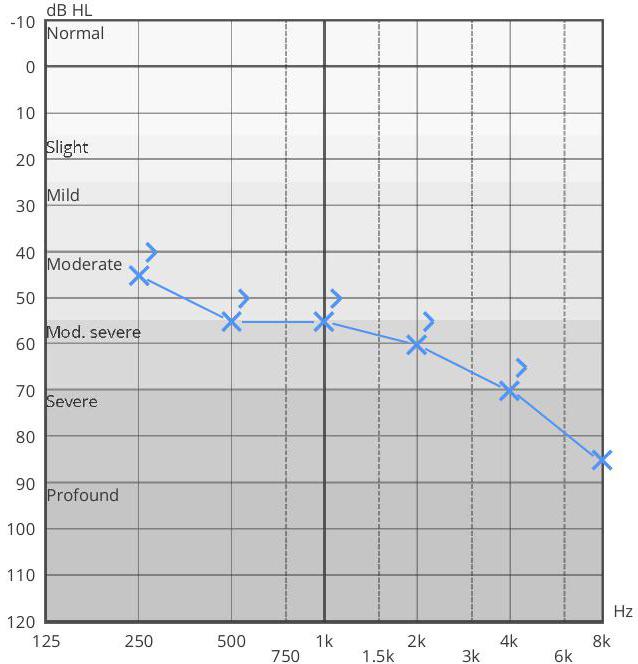 dB HL
-10
Normal
0
10
Slight
20
Mild
30
40
Moderate
50
Mod. severe
60
70
Severe
80
90
Profound
100
110
120
Hz
125 250 500 1k 2k 4k 8k
750 1.5k 3k 6k